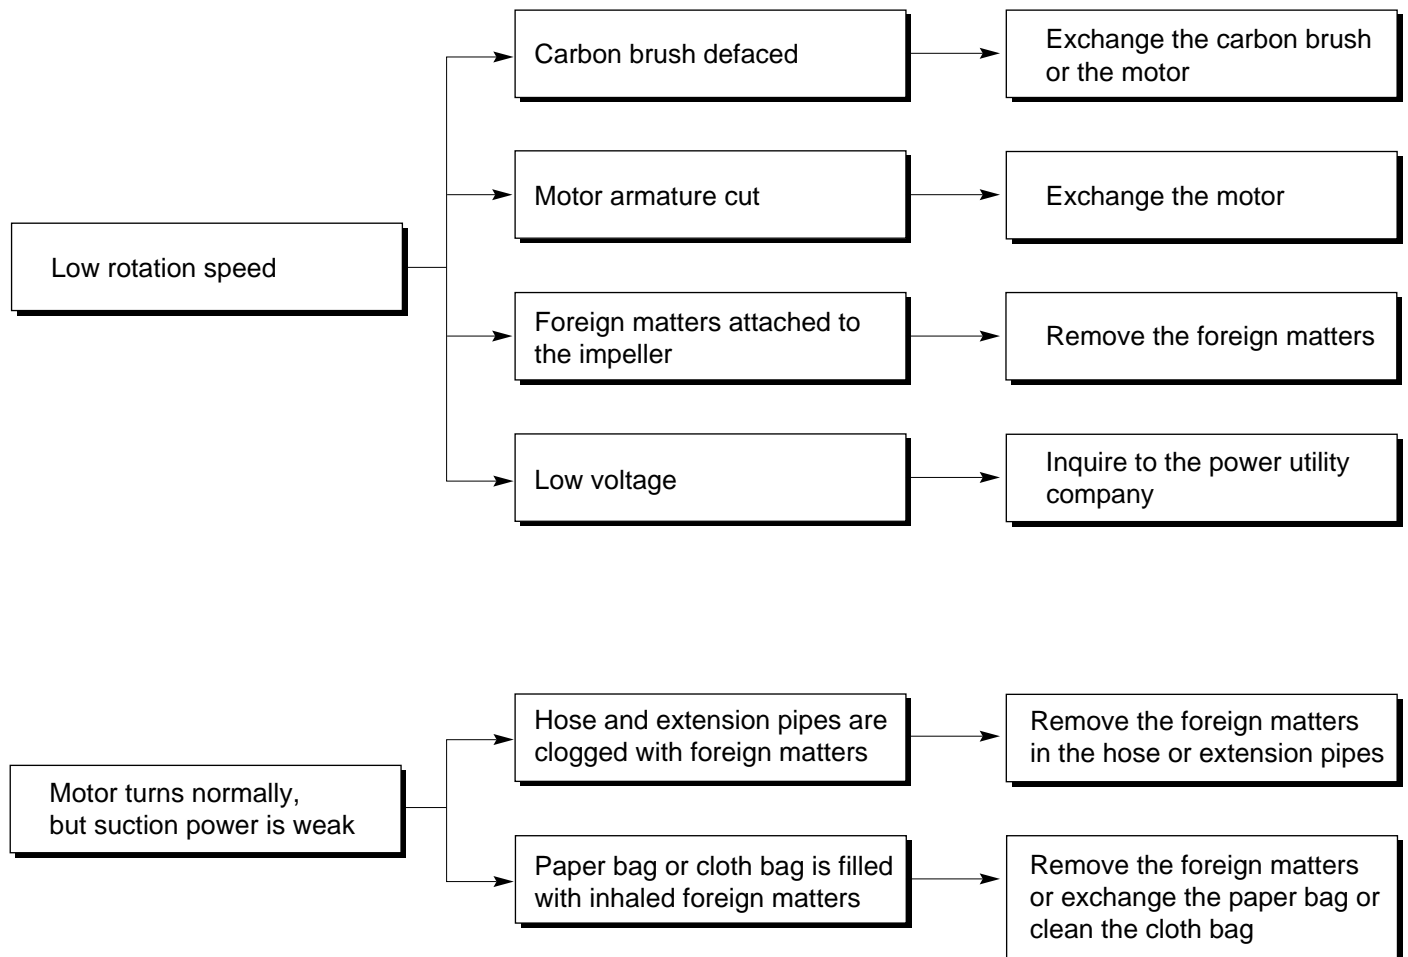 Carbon brush defaced
Exchange the carbon brush
or the motor
Motor armature cut
Exchange the motor
Low rotation speed
Foreign matters attached to
the impeller
Remove the foreign matters
Low voltage
Inquire to the power utility
company
Hose and extension pipes are
clogged with foreign matters
Remove the foreign matters
in the hose or extension pipes
Motor turns normally,
but suction power is weak
Paper bag or cloth bag is filled
with inhaled foreign matters
Remove the foreign matters
or exchange the paper bag or
clean the cloth bag